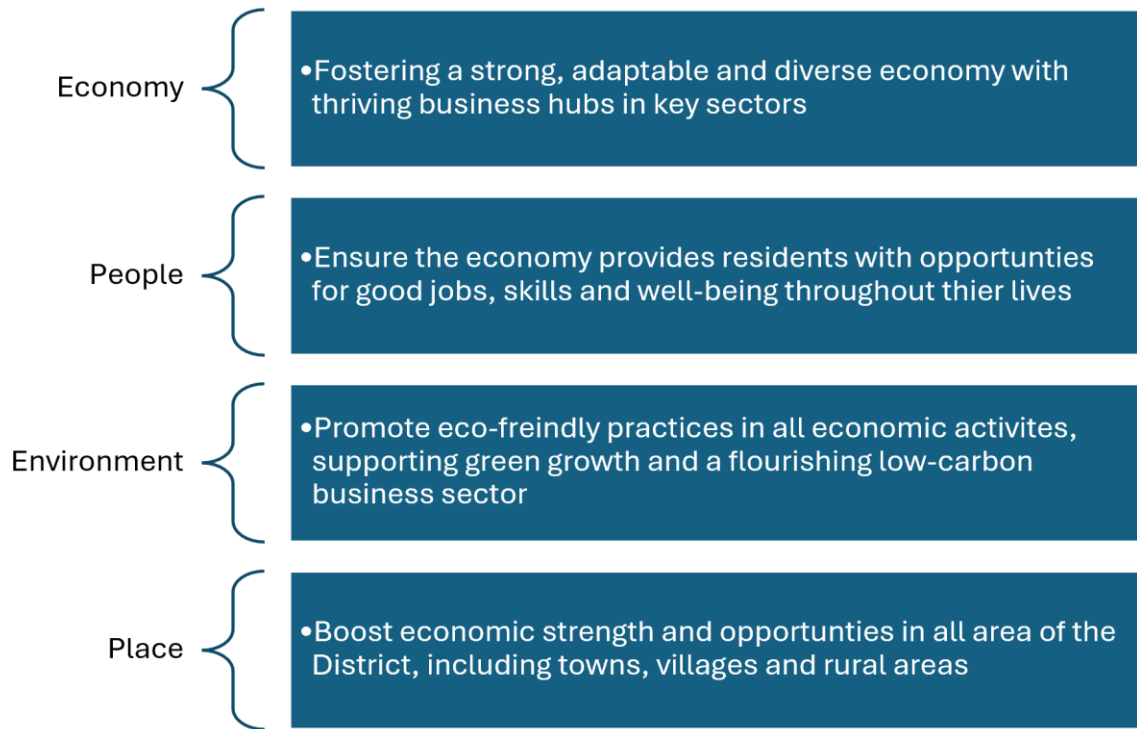 Economy
•Fostering a strong, adaptable and diverse economy with
thriving business hubs in key sectors
People
•Ensure the economy provides residents with opportunties
for good jobs, skills and well-being throughout thier lives
Environment
•Promote eco-freindly practices in all economic activites,
supporting green growth and a flourishing low-carbon
business sector
Place
•Boost economic strength and opportunties in all area of the
District, including towns, villages and rural areas